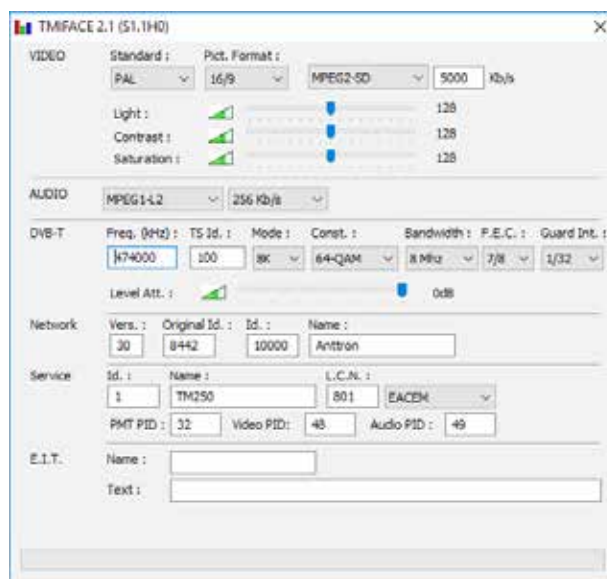 TMIFACE 2.1 (S1.1H0)
VIDEO Standard : Pict. Format :
PAL 16/9 MPEG2-SD 5000 Kb/s
Light : 128
Contrast : 128
Saturation : 128
AUDIO MPEG1-L2 256 Kb/s
DVB-T Freq. (kHz) : TS Id. : Mode : Const. : Bandwidth : F.E.C. : Guard Int. :
474000 100 8K 64-QAM 8 Mhz 7/8 1/32
Level Att. : 0dB
Network Vers. : Original Id. : Id. : Name :
30 8442 10000 Anttron
Service Id. : Name : L.C.N. :
1 TM250 801 EACEM
PMT PID : 32 Video PID: 48 Audio PID : 49
E.I.T. Name :
Text :